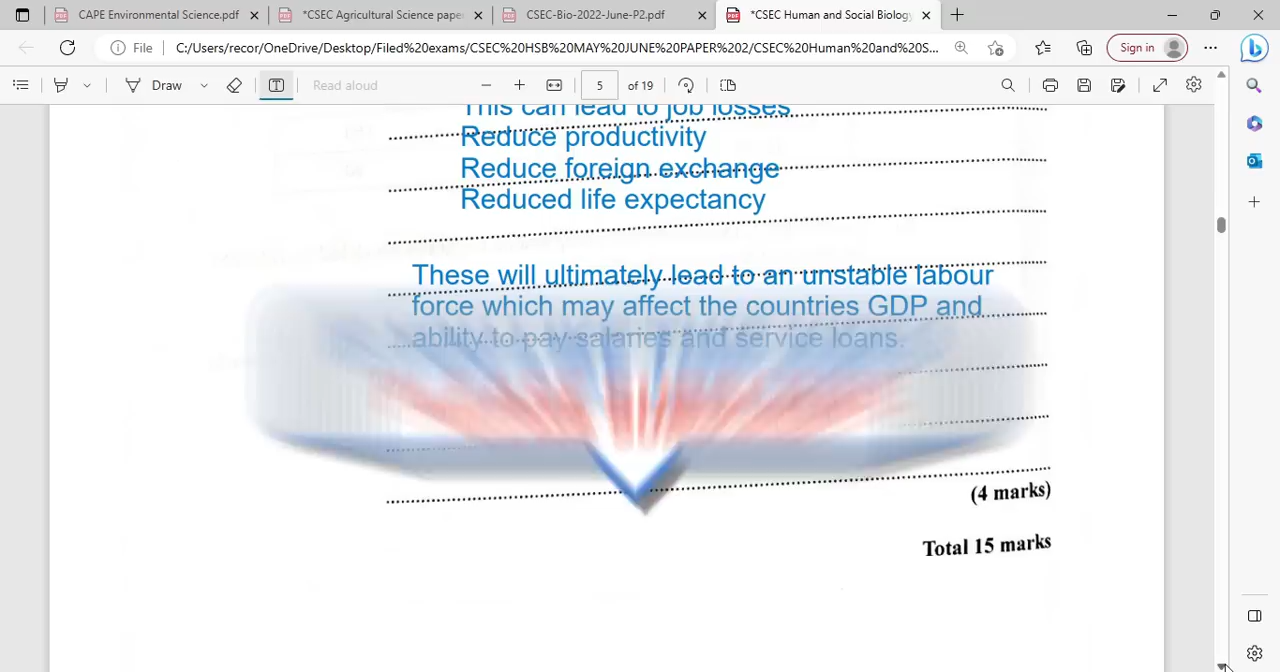 CAPE Environmental Science.pdf
*CSEC Agricultural Science pape
CSEC-Bio-2022-June-P2.pdf
*CSEC Human and Social Biology
File
C:/Users/recor/OneDrive/Desktop/Filed%20exams/CSEC%20HSB%20MAY%20JUNE%20PAPER%202/CSEC%20Human%20and%20S...
Sign in
Draw
Read aloud
5
of 19
This can lead to job losses
Reduce productivity
Reduce foreign exchange
Reduced life expectancy
These will ultimately lead to an unstable labour
force which may affect the countries GDP and
ability to pay salaries and service loans.
(4 marks)
Total 15 marks